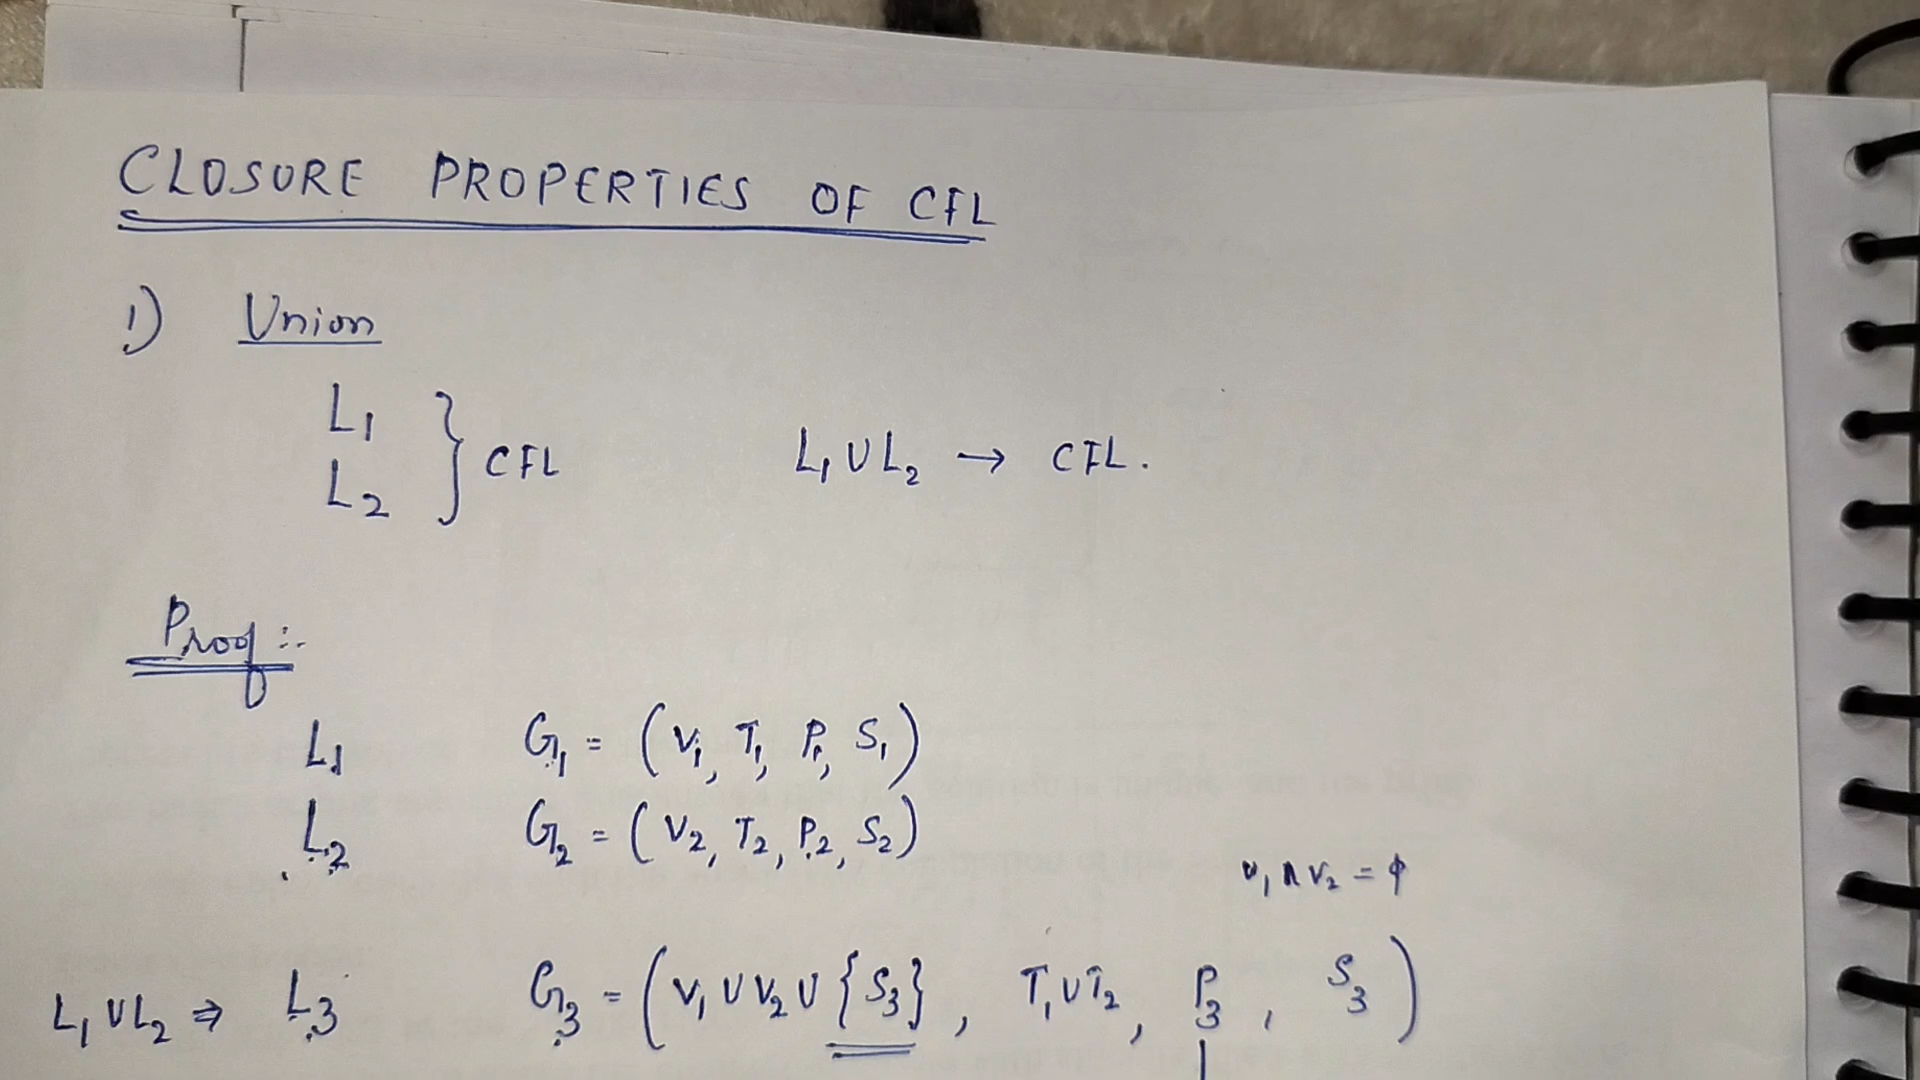 CLOSURE PROPERTIES OF CFL
1) Union
L1
L2 } CFL L1 ∪ L2 → CFL.
Proof :-
L1 G1 = (V1, T1, P1, S1)
L2 G2 = (V2, T2, P2, S2)
V1 ∩ V2 = ϕ
L1 ∪ L2 ⇒ L3 G3 = (V1 ∪ V2 ∪ {S3}, T1 ∪ T2, P3, S3)